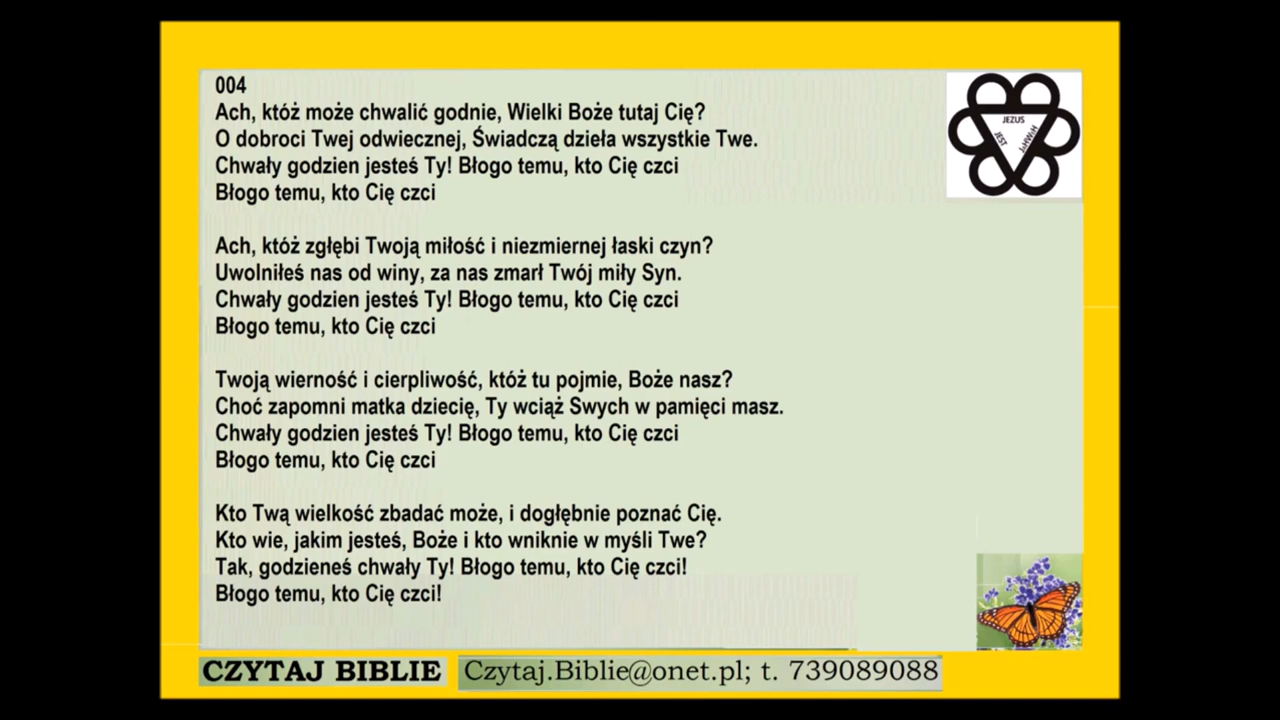 004
Ach, któż może chwalić godnie, Wielki Boże tutaj Cię?
O dobroci Twej odwiecznej, Świadczą dzieła wszystkie Twe.
Chwały godzien jesteś Ty! Błogo temu, kto Cię czci
Błogo temu, kto Cię czci
Ach, któż zgłębi Twoją miłość i niezmiernej łaski czyn?
Uwolniłeś nas od winy, za nas zmarł Twój miły Syn.
Chwały godzien jesteś Ty! Błogo temu, kto Cię czci
Błogo temu, kto Cię czci
Twoją wierność i cierpliwość, któż tu pojmie, Boże nasz?
Choć zapomni matka dziecię, Ty wciąż Swych w pamięci masz.
Chwały godzien jesteś Ty! Błogo temu, kto Cię czci
Błogo temu, kto Cię czci
Kto Twą wielkość zbadać może, i dogłębnie poznać Cię.
Kto wie, jakim jesteś, Boże i kto wniknie w myśli Twe?
Tak, godzieneś chwały Ty! Błogo temu, kto Cię czci!
Błogo temu, kto Cię czci!
JEZUS
JEST
JaHWeH
CZYTAJ BIBLIE
Czytaj.Biblie@onet.pl; t. 739089088